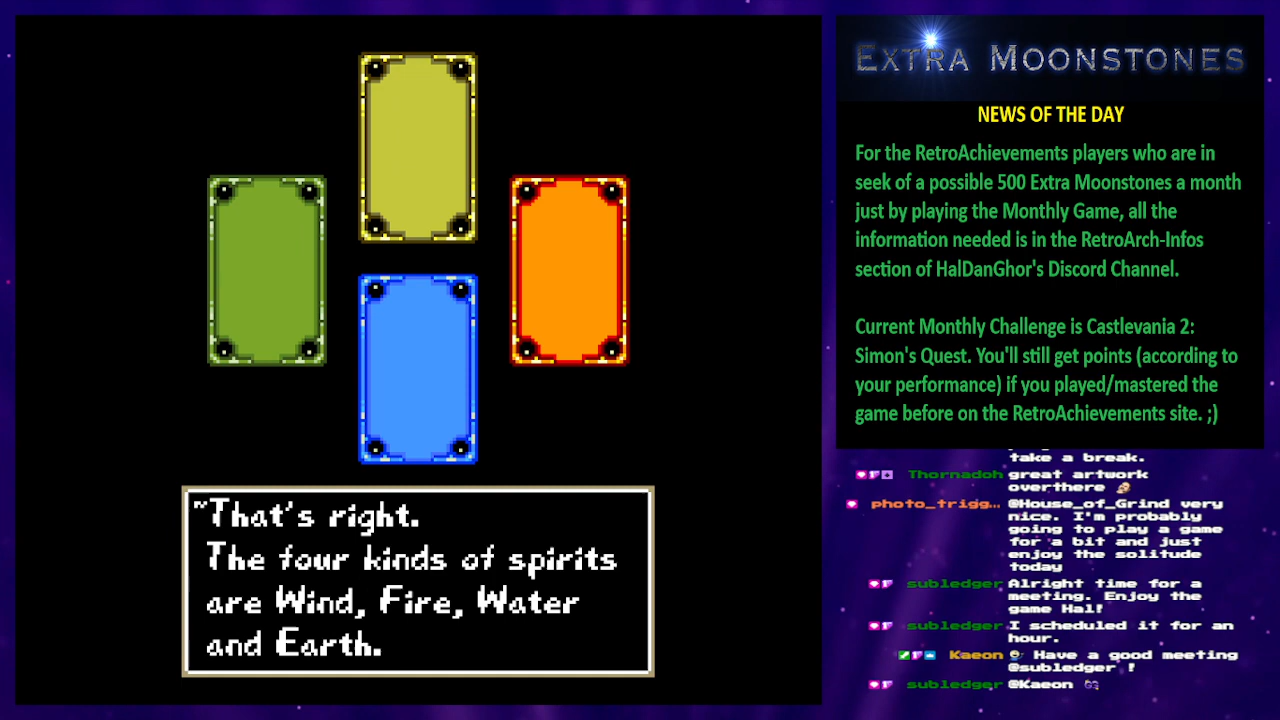 "That's right.
The four kinds of spirits
are Wind, Fire, Water
and Earth.
EXTRA MOONSTONES
NEWS OF THE DAY
For the RetroAchievements players who are in
seek of a possible 500 Extra Moonstones a month
just by playing the Monthly Game, all the
information needed is in the RetroArch-Infos
section of HalDanGhor's Discord Channel.
Current Monthly Challenge is Castlevania 2:
Simon's Quest. You'll still get points (according to
your performance) if you played/mastered the
game before on the RetroAchievements site. ;)
take a break.
Thornadoh great artwork
overthere
photo_trigg... @House_of_Grind very
nice. I'm probably
going to play a game
for a bit and just
enjoy the solitude
today
subledger Alright time for a
meeting. Enjoy the
game Hal!
subledger I scheduled it for an
hour.
Kaeon Have a good meeting
@subledger !
subledger @Kaeon